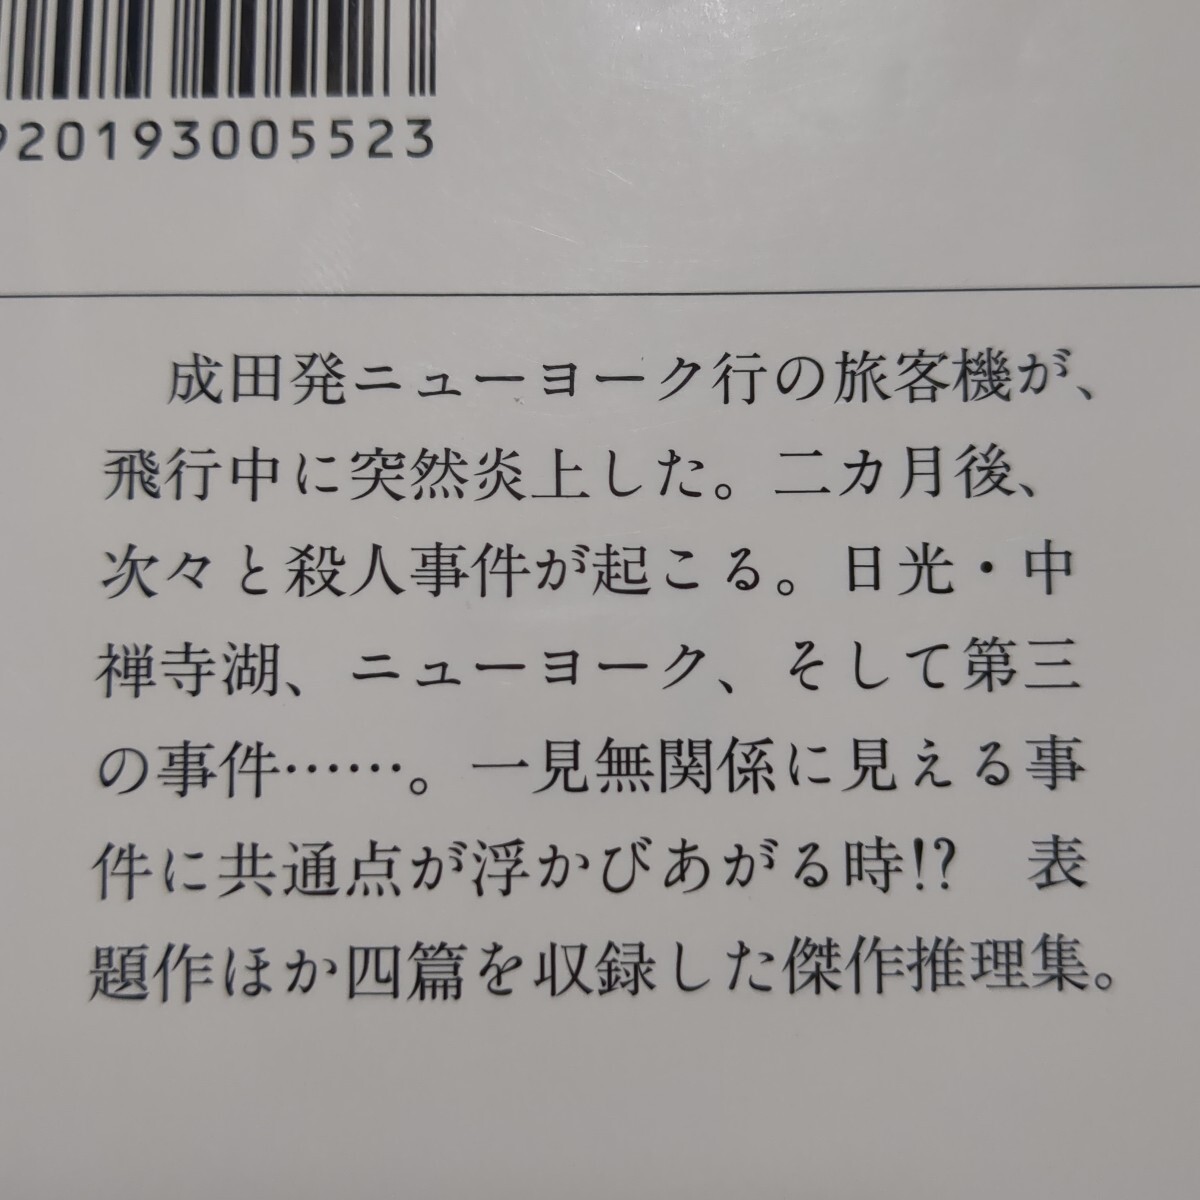 920193005523
成田発ニューヨーク行の旅客機が、
飛行中に突然炎上した。二カ月後、
次々と殺人事件が起こる。日光・中
禅寺湖、ニューヨーク、そして第三
の事件……。一見無関係に見える事
件に共通点が浮かびあがる時!?　表
題作ほか四篇を収録した傑作推理集。